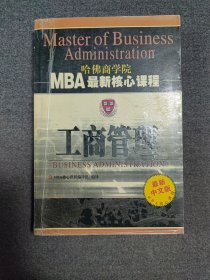 Master of Business
Administration
哈佛商学院
MBA最新核心课程
工商管理
BUSINESS ADMINISTRATION
最新
中文版